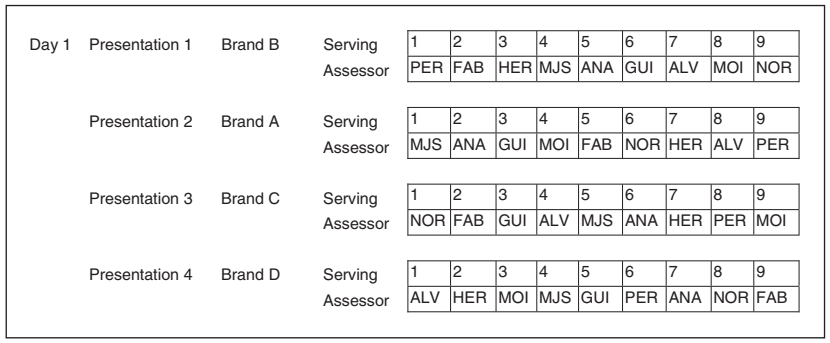 Day 1 Presentation 1 Brand B Serving 1 2 3 4 5 6 7 8 9
Assessor PER FAB HER MJS ANA GUI ALV MOI NOR
Presentation 2 Brand A Serving 1 2 3 4 5 6 7 8 9
Assessor MJS ANA GUI MOI FAB NOR HER ALV PER
Presentation 3 Brand C Serving 1 2 3 4 5 6 7 8 9
Assessor NOR FAB GUI ALV MJS ANA HER PER MOI
Presentation 4 Brand D Serving 1 2 3 4 5 6 7 8 9
Assessor ALV HER MOI MJS GUI PER ANA NOR FAB